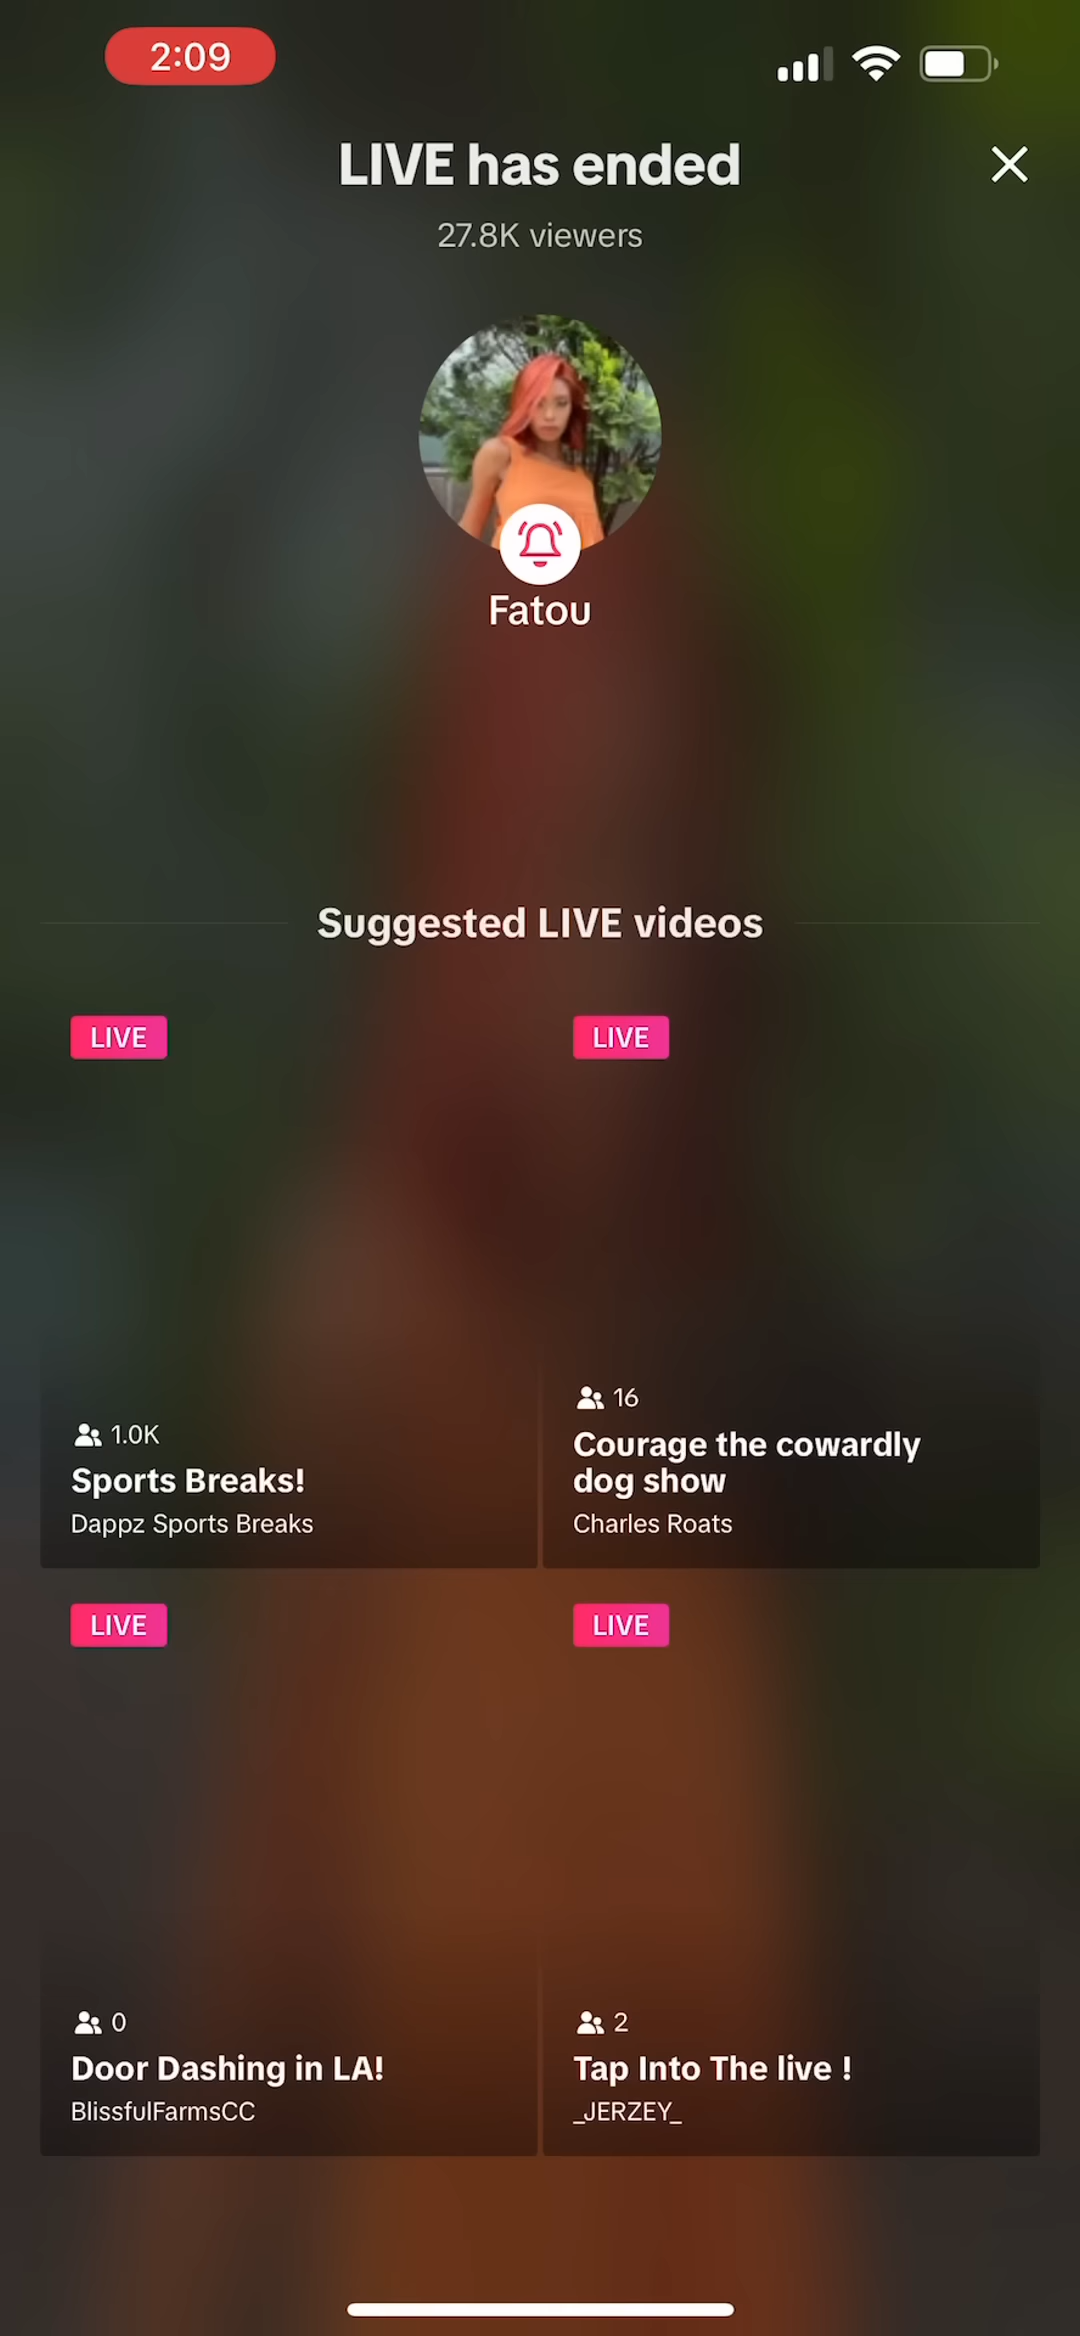 2:09
LIVE has ended
27.8K viewers
Fatou
Suggested LIVE videos
LIVE
LIVE
1.0K
Sports Breaks!
Dappz Sports Breaks
16
Courage the cowardly
dog show
Charles Roats
LIVE
LIVE
0
Door Dashing in LA!
BlissfulFarmsCC
2
Tap Into The live !
_JERZEY_